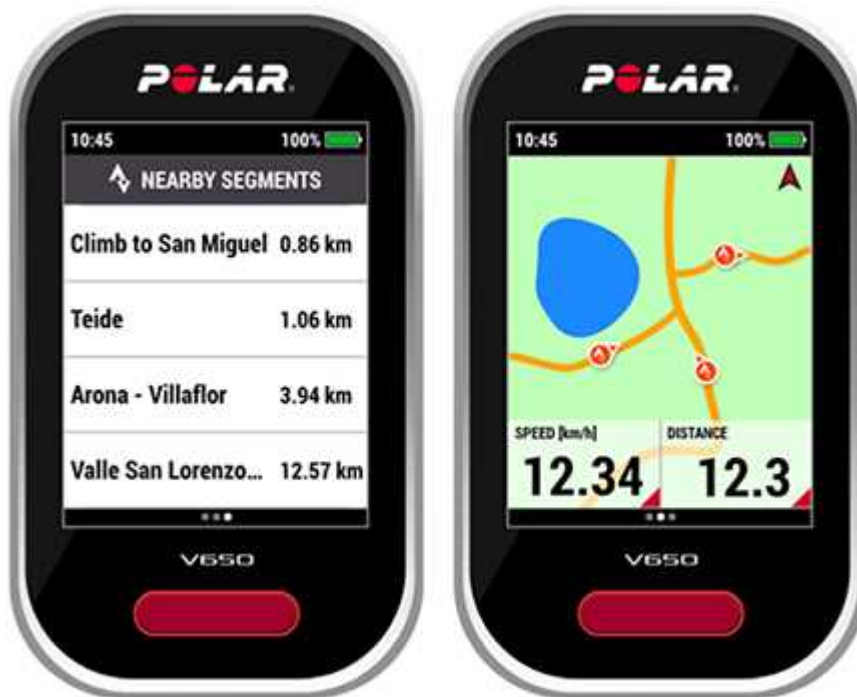 POLAR
10:45 100%
NEARBY SEGMENTS
Climb to San Miguel 0.86 km
Teide 1.06 km
Arona - Villaflor 3.94 km
Valle San Lorenzo... 12.57 km
V650
POLAR
10:45 100%
SPEED [km/h] DISTANCE
12.34 12.3
V650